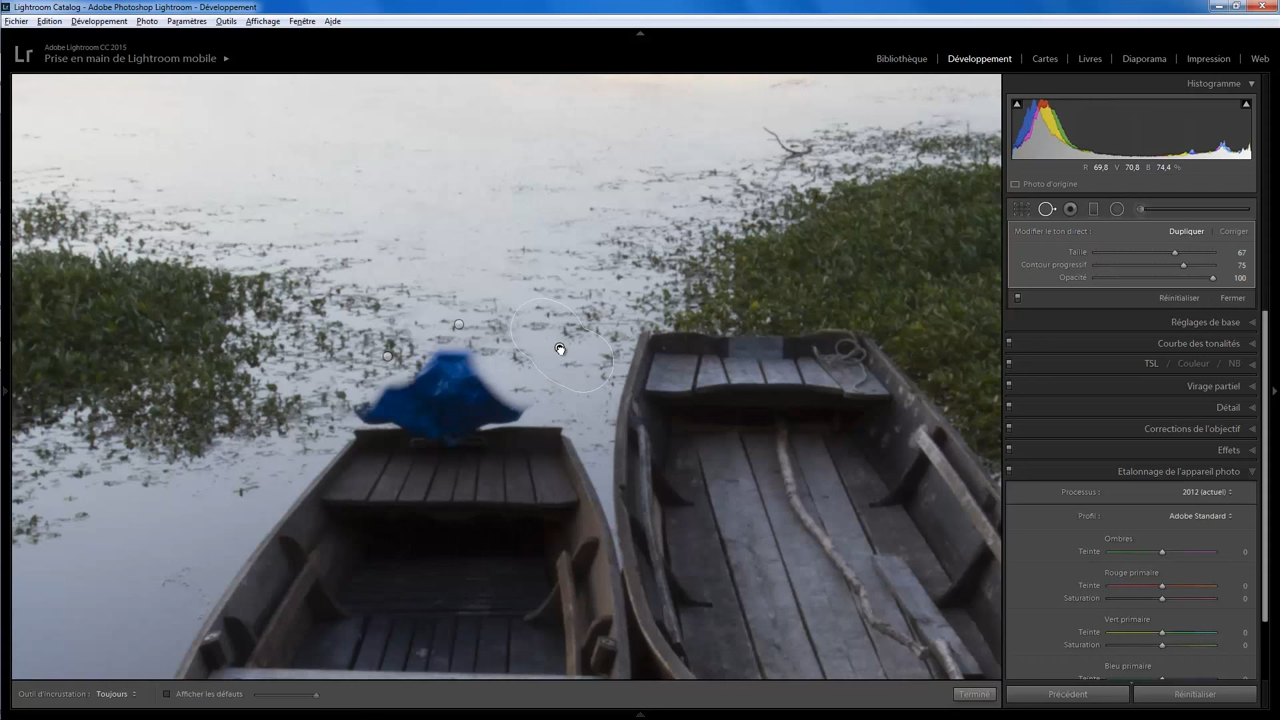 Lightroom Catalog - Adobe Photoshop Lightroom - Développement
Fichier Edition Développement Photo Paramètres Outils Affichage Fenêtre Aide
Lr
Adobe Lightroom CC 2015
Prise en main de Lightroom mobile
Bibliothèque Développement Cartes Livres Diaporama Impression Web
Histogramme
R 69,8 V 70,8 B 74,4 %
Photo d'origine
Modifier le ton direct : Dupliquer Corriger
Taille 67
Contour progressif 75
Opacité 100
Réinitialiser Fermer
Réglages de base
Courbe des tonalités
TSL / Couleur / NB
Virage partiel
Détail
Corrections de l'objectif
Effets
Etalonnage de l'appareil photo
Processus : 2012 (actuel)
Profil : Adobe Standard
Ombres
Teinte 0
Rouge primaire
Teinte 0
Saturation 0
Vert primaire
Teinte 0
Saturation 0
Bleu primaire
Outil d'incrustation : Toujours Afficher les défauts Terminé
Précédent Réinitialiser